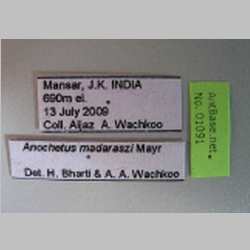 Mansar, J.K. INDIA
690m el.
13 July 2009
Coll. Aijaz A. Wachkoo
Anochetus madaraszi Mayr
Det. H. Bharti & A. A. Wachkoo
AntBase.net
No. 01091